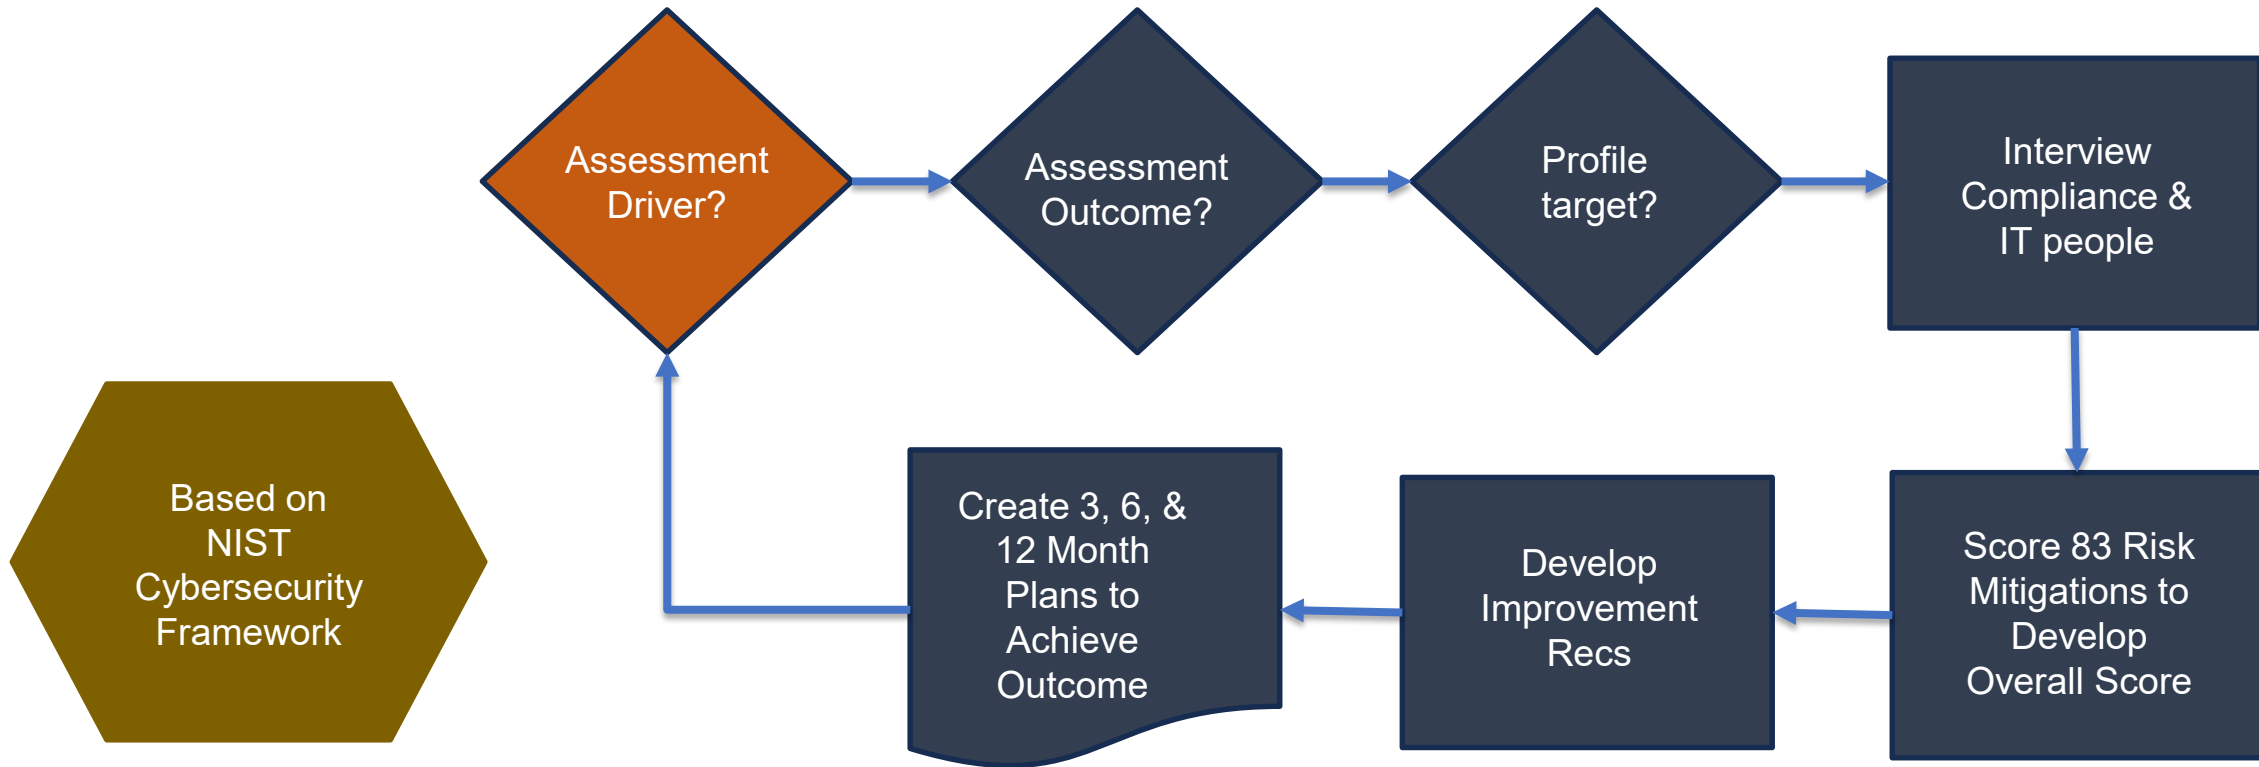 Assessment
Driver?
Assessment
Outcome?
Profile
target?
Interview
Compliance &
IT people
Based on
NIST
Cybersecurity
Framework
Create 3, 6, &
12 Month
Plans to
Achieve
Outcome
Develop
Improvement
Recs
Score 83 Risk
Mitigations to
Develop
Overall Score